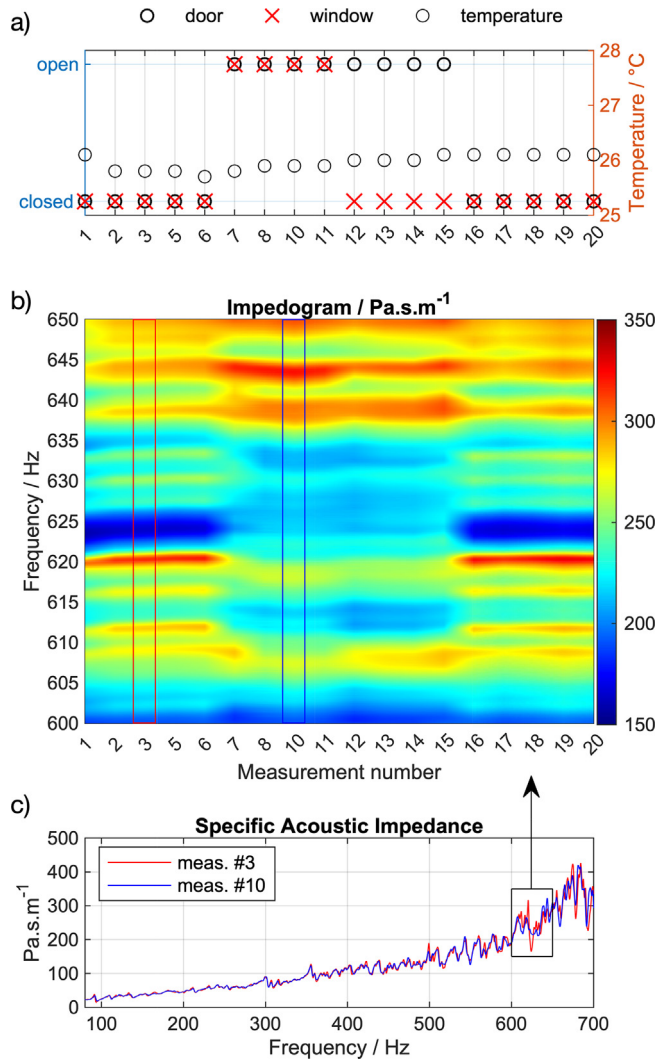 a)
door window temperature
open
closed
28
27
26
25
Temperature / °C
1 2 3 5 6 7 8 10 11 12 13 14 15 16 17 18 19 20
b)
Impedogram / Pa.s.m⁻¹
650
645
640
635
630
625
620
615
610
605
600
Frequency / Hz
350
300
250
200
150
1 2 3 5 6 7 8 10 11 12 13 14 15 16 17 18 19 20
Measurement number
c)
Specific Acoustic Impedance
500
400
300
200
100
0
Pa.s.m⁻¹
meas. #3
meas. #10
100 200 300 400 500 600 700
Frequency / Hz